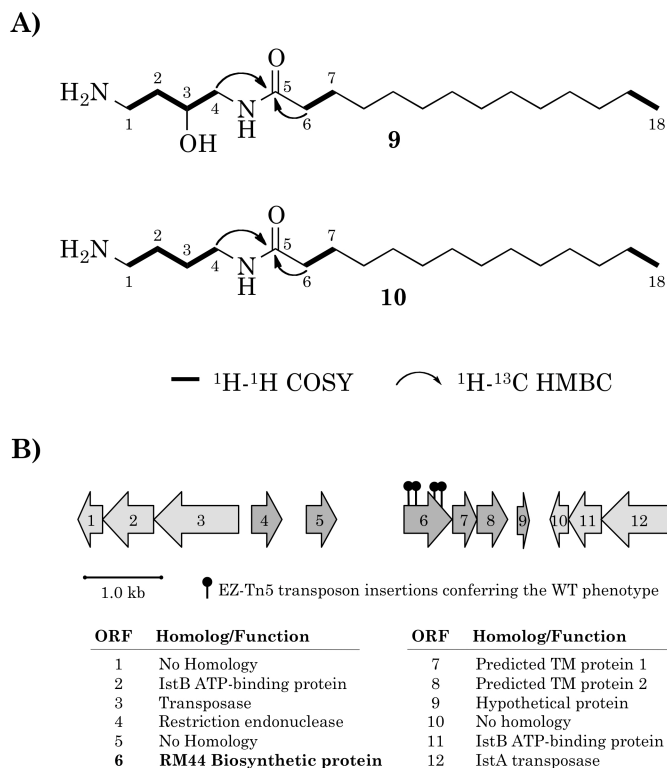 A)
H₂N
1
2
3
OH
4
N
H
O
5
6
7
18
9
H₂N
1
2
3
4
N
H
O
5
6
7
18
10
¹H-¹H COSY
¹H-¹³C HMBC
B)
1 2 3 4 5 6 7 8 9 10 11 12
1.0 kb
EZ-Tn5 transposon insertions conferring the WT phenotype
ORF Homolog/Function
1 No Homology
2 IstB ATP-binding protein
3 Transposase
4 Restriction endonuclease
5 No Homology
6 RM44 Biosynthetic protein
ORF Homolog/Function
7 Predicted TM protein 1
8 Predicted TM protein 2
9 Hypothetical protein
10 No homology
11 IstB ATP-binding protein
12 IstA transposase